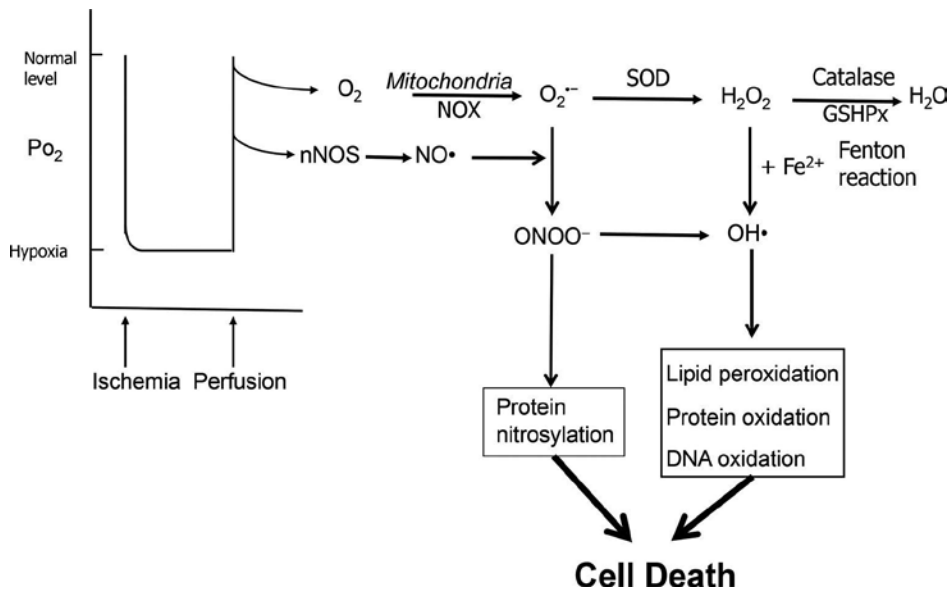 Normal
level
Po₂
Hypoxia
Ischemia Perfusion
O₂
Mitochondria
NOX
O₂•−
SOD
H₂O₂
Catalase
GSHPx
H₂O
nNOS
NO•
+ Fe²⁺
Fenton
reaction
ONOO⁻
OH•
Protein
nitrosylation
Lipid peroxidation
Protein oxidation
DNA oxidation
Cell Death